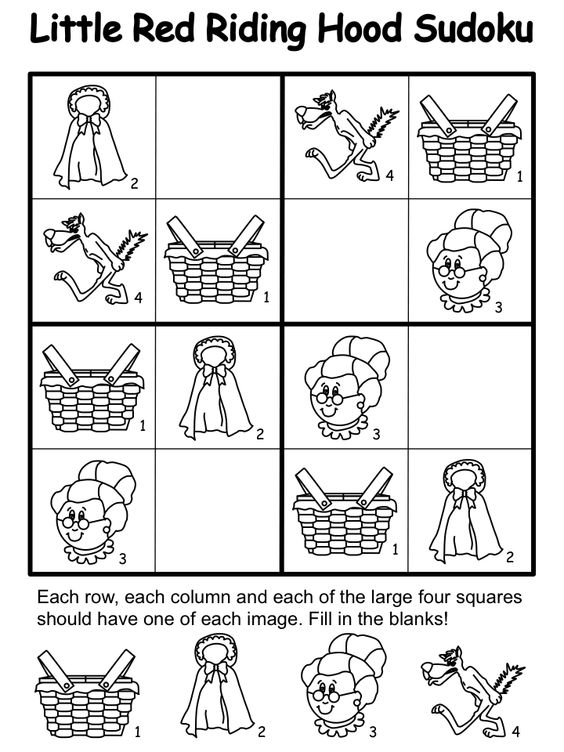 Little Red Riding Hood Sudoku
2 4 1
4 1 3
1 2 3
3 1 2
Each row, each column and each of the large four squares
should have one of each image. Fill in the blanks!
1 2 3 4